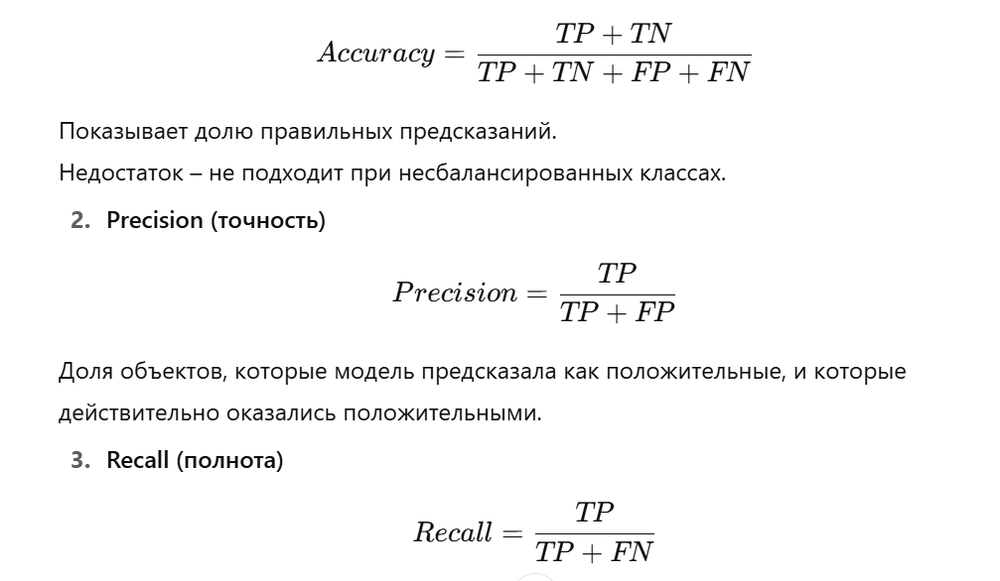 Accuracy = \frac{TP + TN}{TP + TN + FP + FN}
Показывает долю правильных предсказаний.
Недостаток – не подходит при несбалансированных классах.
2. Precision (точность)
Precision = \frac{TP}{TP + FP}
Доля объектов, которые модель предсказала как положительные, и которые
действительно оказались положительными.
3. Recall (полнота)
Recall = \frac{TP}{TP + FN}